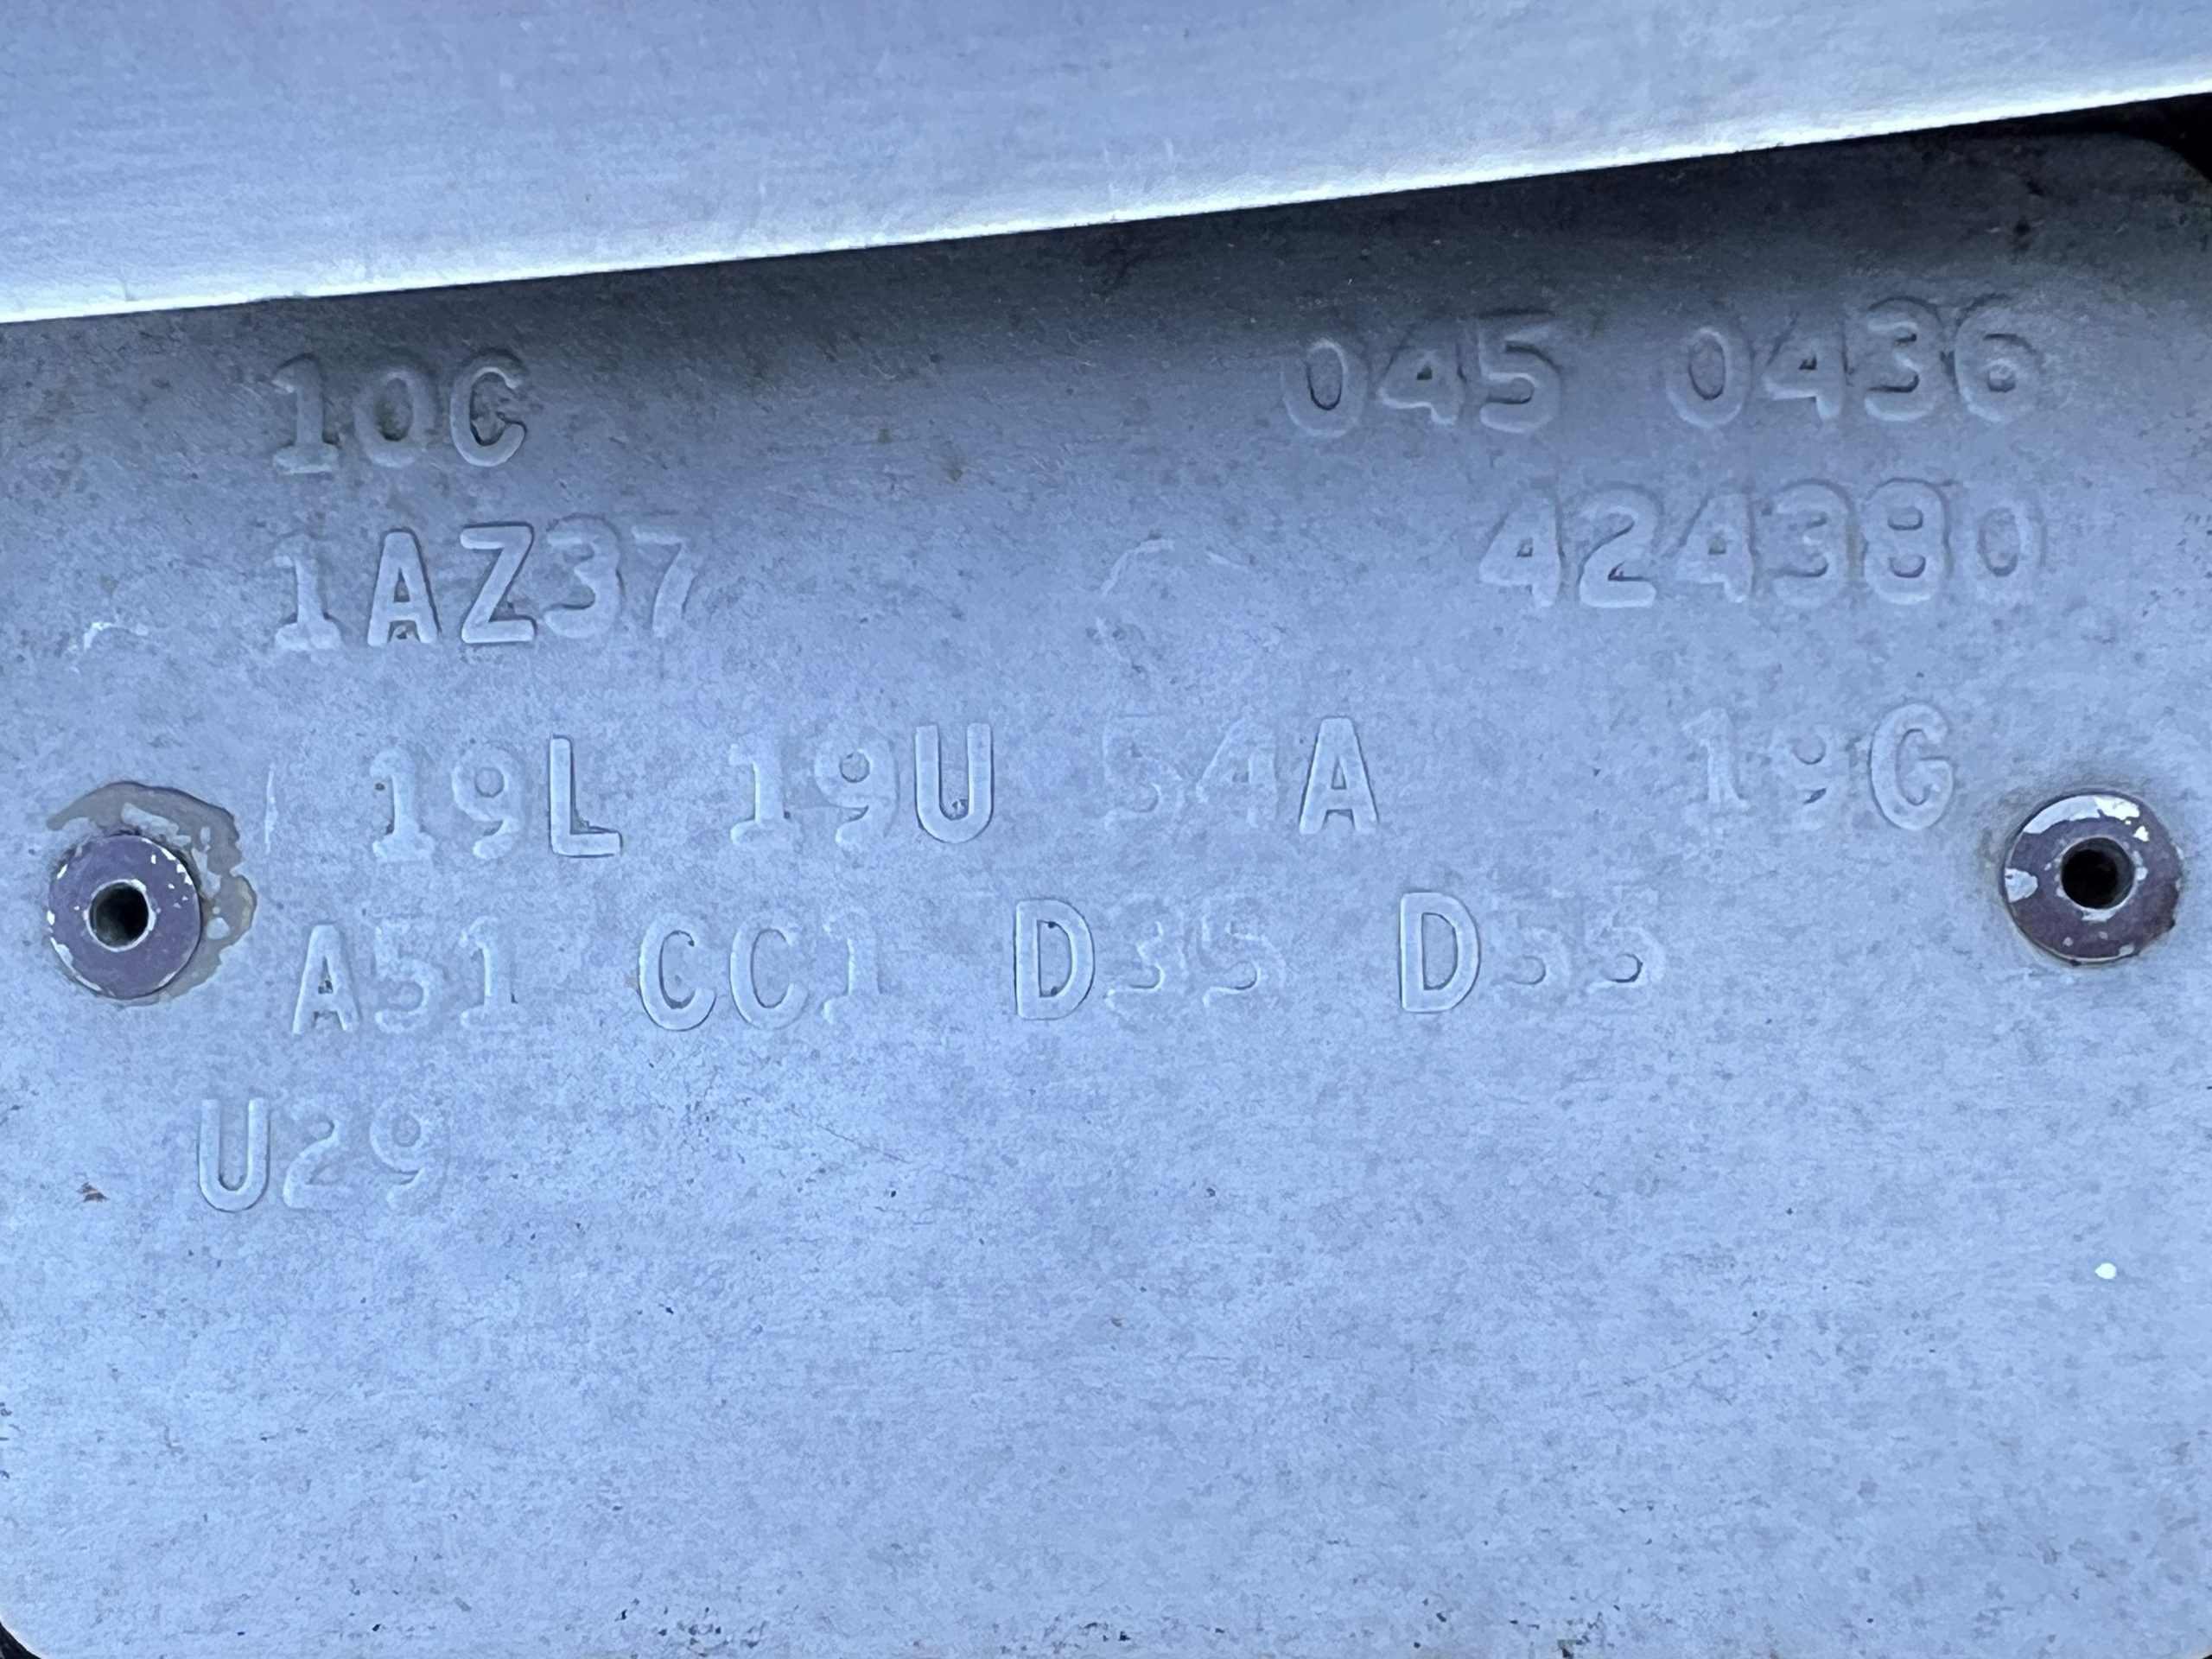 10C 045 0436
1AZ37 424380
19L 19U 54A 19G
A51 CC1 D35 D55
U29